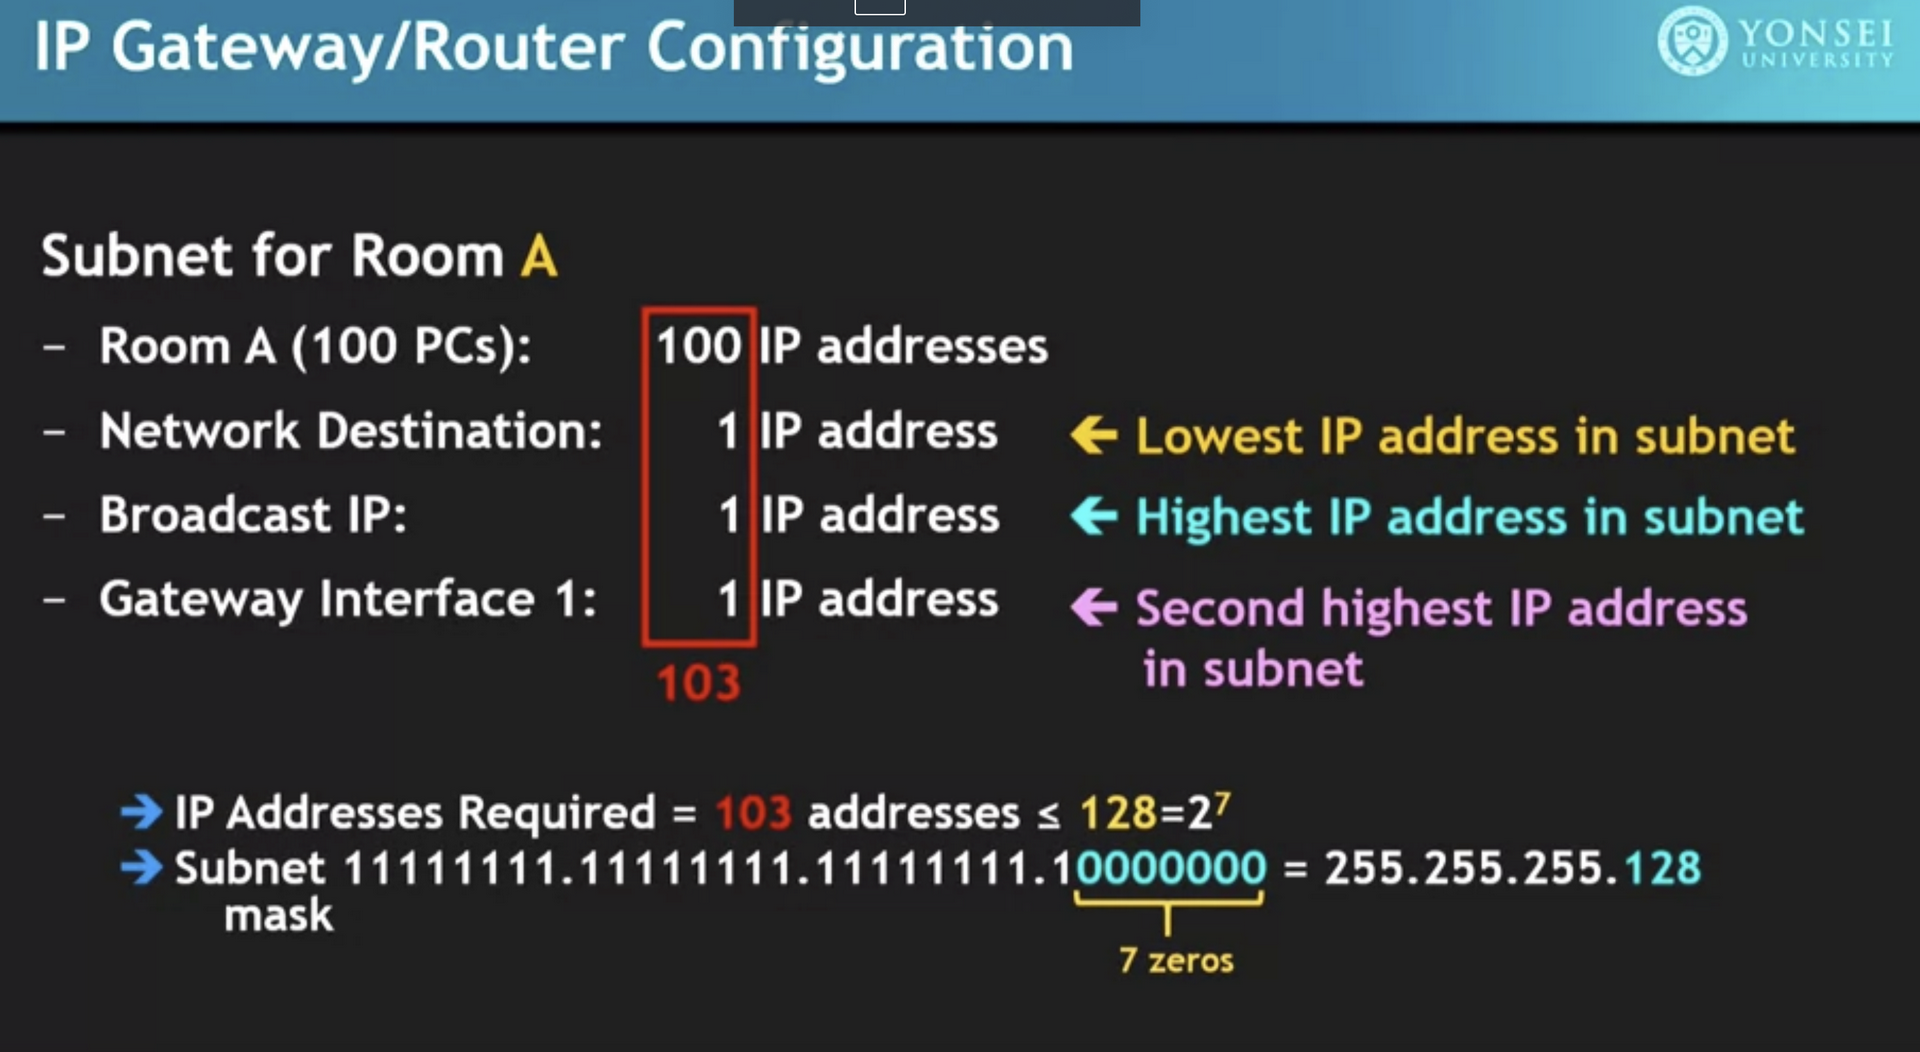 IP Gateway/Router Configuration
YONSEI
UNIVERSITY
Subnet for Room A
– Room A (100 PCs): 100 IP addresses
– Network Destination: 1 IP address ← Lowest IP address in subnet
– Broadcast IP: 1 IP address ← Highest IP address in subnet
– Gateway Interface 1: 1 IP address ← Second highest IP address
in subnet
103
→ IP Addresses Required = 103 addresses ≤ 128=2⁷
→ Subnet 11111111.11111111.11111111.10000000 = 255.255.255.128
mask
7 zeros